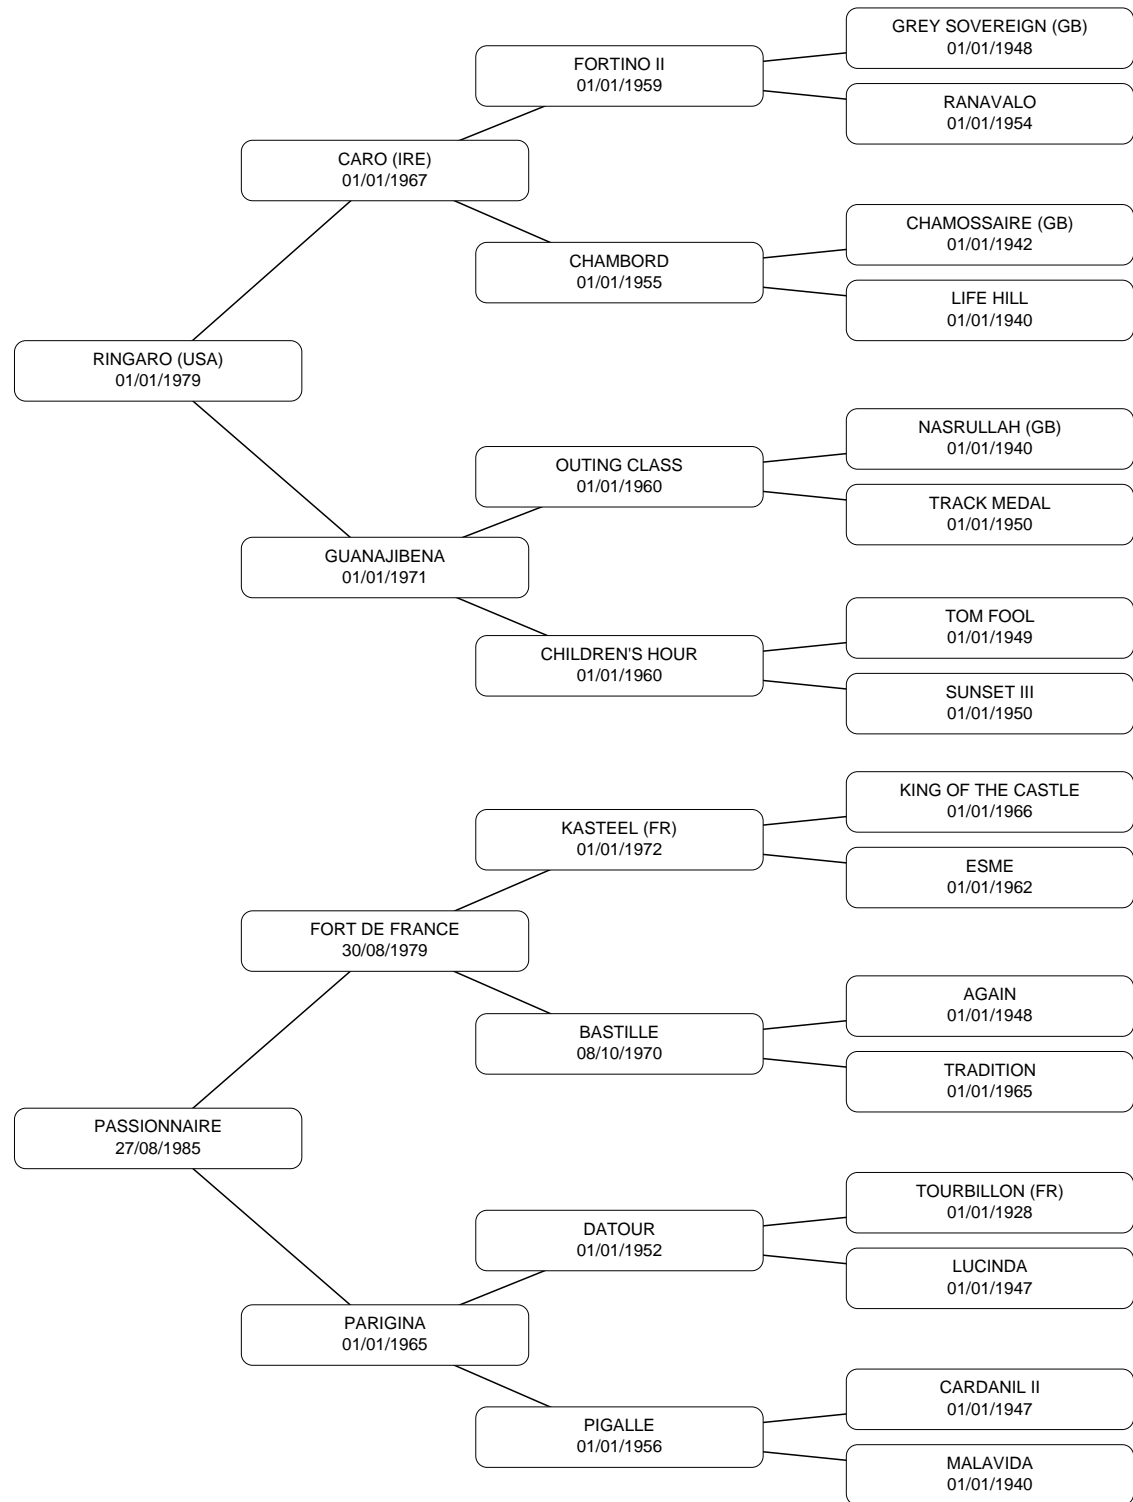 GREY SOVEREIGN (GB)
01/01/1948
FORTINO II
01/01/1959
RANAVALO
01/01/1954
CARO (IRE)
01/01/1967
CHAMOSSAIRE (GB)
01/01/1942
CHAMBORD
01/01/1955
LIFE HILL
01/01/1940
RINGARO (USA)
01/01/1979
NASRULLAH (GB)
01/01/1940
OUTING CLASS
01/01/1960
TRACK MEDAL
01/01/1950
GUANAJIBENA
01/01/1971
TOM FOOL
01/01/1949
CHILDREN'S HOUR
01/01/1960
SUNSET III
01/01/1950
KING OF THE CASTLE
01/01/1966
KASTEEL (FR)
01/01/1972
ESME
01/01/1962
FORT DE FRANCE
30/08/1979
AGAIN
01/01/1948
BASTILLE
08/10/1970
TRADITION
01/01/1965
PASSIONNAIRE
27/08/1985
TOURBILLON (FR)
01/01/1928
DATOUR
01/01/1952
LUCINDA
01/01/1947
PARIGINA
01/01/1965
CARDANIL II
01/01/1947
PIGALLE
01/01/1956
MALAVIDA
01/01/1940